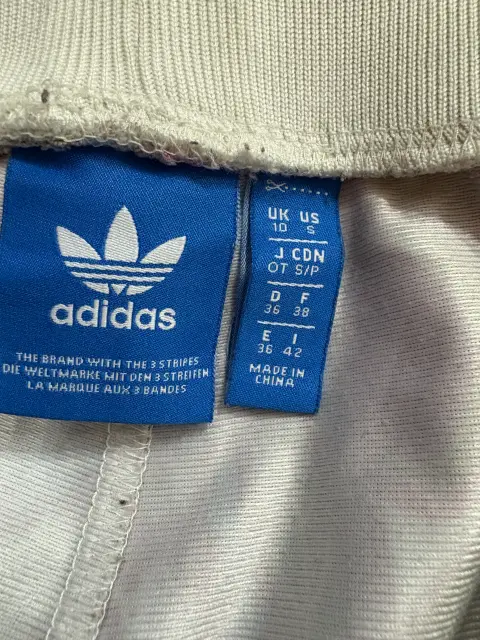 adidas
THE BRAND WITH THE 3 STRIPES
DIE WELTMARKE MIT DEN 3 STREIFEN
LA MARQUE AUX 3 BANDES
UK US
10 S
J CDN
OT S/P
D F
36 38
E I
36 42
MADE IN
CHINA